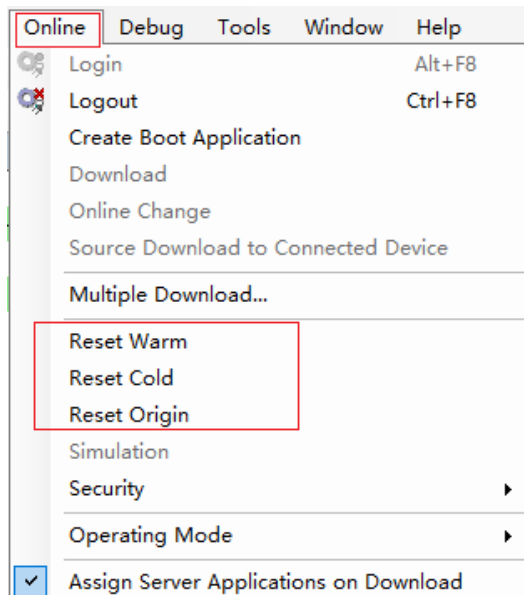 Online Debug Tools Window Help
Login Alt+F8
Logout Ctrl+F8
Create Boot Application
Download
Online Change
Source Download to Connected Device
Multiple Download...
Reset Warm
Reset Cold
Reset Origin
Simulation
Security
Operating Mode
Assign Server Applications on Download